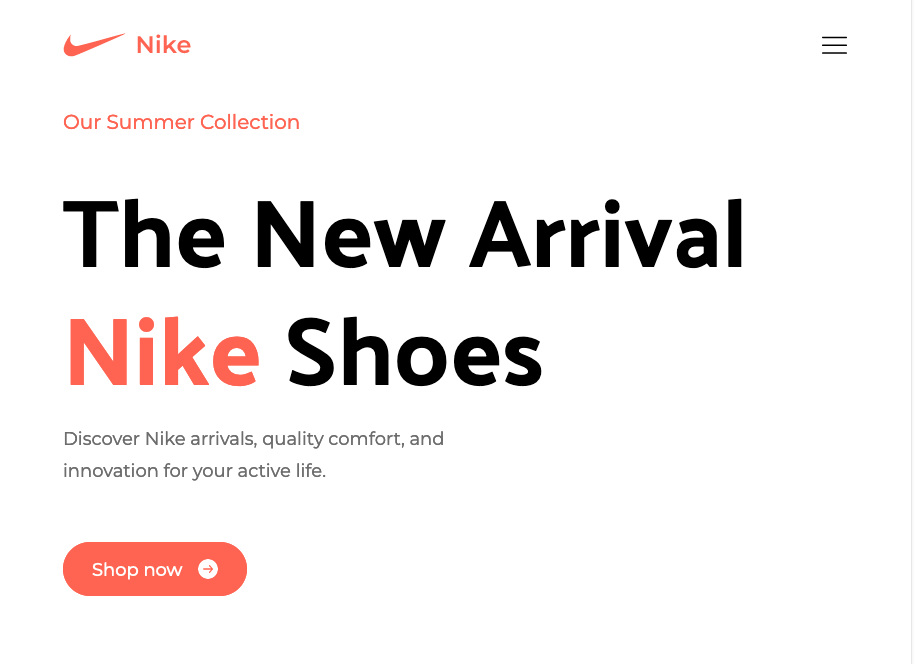 Nike
Our Summer Collection
The New Arrival
Nike Shoes
Discover Nike arrivals, quality comfort, and
innovation for your active life.
Shop now